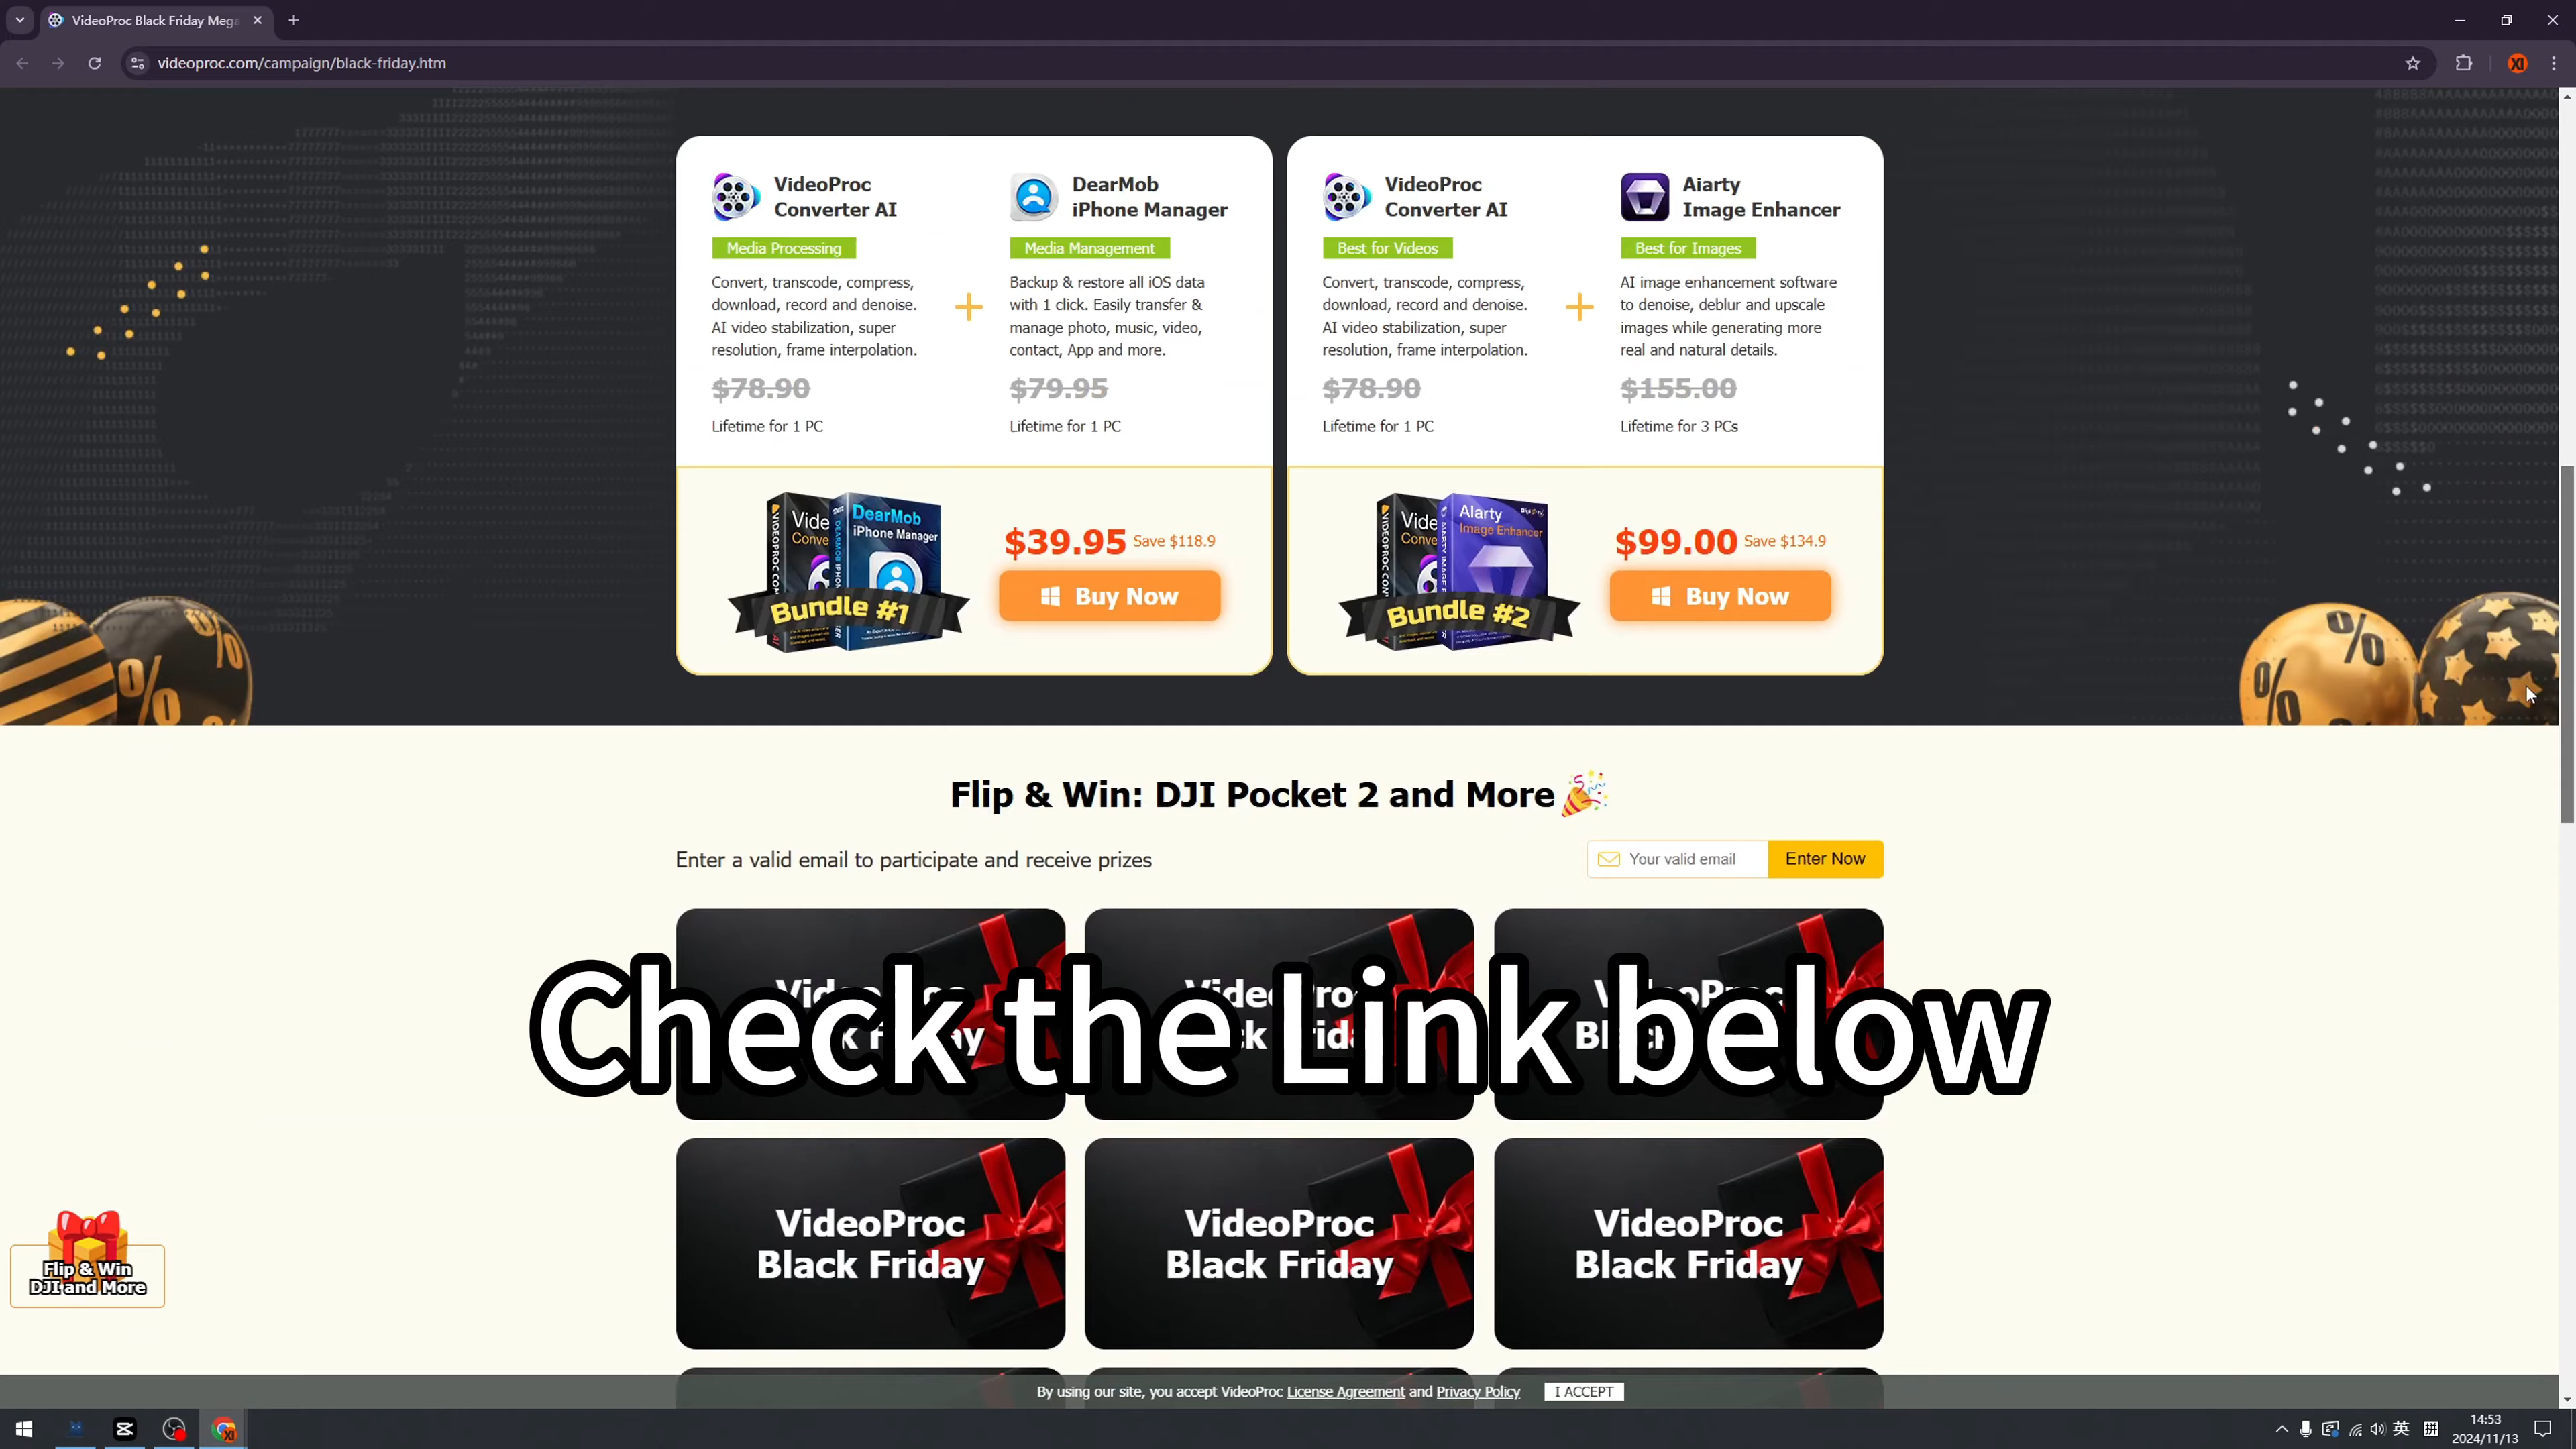 VideoProc Black Friday Mega
videoproc.com/campaign/black-friday.htm
VideoProc
Converter AI
Media Processing
Convert, transcode, compress,
download, record and denoise.
AI video stabilization, super
resolution, frame interpolation.
$78.90
Lifetime for 1 PC
DearMob
iPhone Manager
Media Management
Backup & restore all iOS data
with 1 click. Easily transfer &
manage photo, music, video,
contact, App and more.
$79.95
Lifetime for 1 PC
DearMob
iPhone Manager
Bundle #1
$39.95 Save $118.9
Buy Now
VideoProc
Converter AI
Best for Videos
Convert, transcode, compress,
download, record and denoise.
AI video stabilization, super
resolution, frame interpolation.
$78.90
Lifetime for 1 PC
Aiarty
Image Enhancer
Best for Images
AI image enhancement software
to denoise, deblur and upscale
images while generating more
real and natural details.
$155.00
Lifetime for 3 PCs
Aiarty
Image Enhancer
Bundle #2
$99.00 Save $134.9
Buy Now
Flip & Win: DJI Pocket 2 and More
Enter a valid email to participate and receive prizes
Your valid email
Enter Now
Check the Link below
VideoProc
Black Friday
VideoProc
Black Friday
VideoProc
Black Friday
Flip & Win
DJI and More
By using our site, you accept VideoProc License Agreement and Privacy Policy
I ACCEPT
英
拼
14:53
2024/11/13